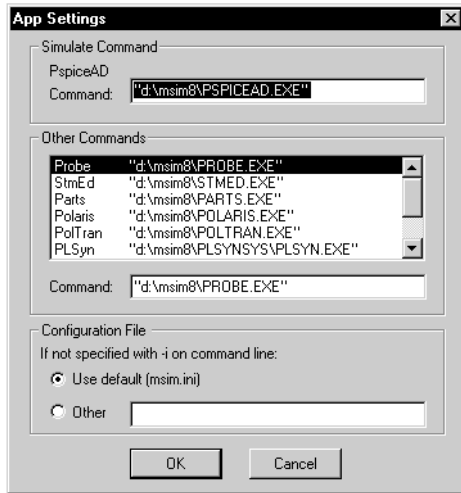 App Settings
Simulate Command
PspiceAD
Command: "d:\msim8\PSPICEAD.EXE"
Other Commands
Probe "d:\msim8\PROBE.EXE"
StmEd "d:\msim8\STMED.EXE"
Parts "d:\msim8\PARTS.EXE"
Polaris "d:\msim8\POLARIS.EXE"
PolTran "d:\msim8\POLTRAN.EXE"
PLSyn "d:\msim8\PLSYNSYS\PLSYN.EXE"
Command: "d:\msim8\PROBE.EXE"
Configuration File
If not specified with -i on command line:
Use default (msim.ini)
Other
OK Cancel